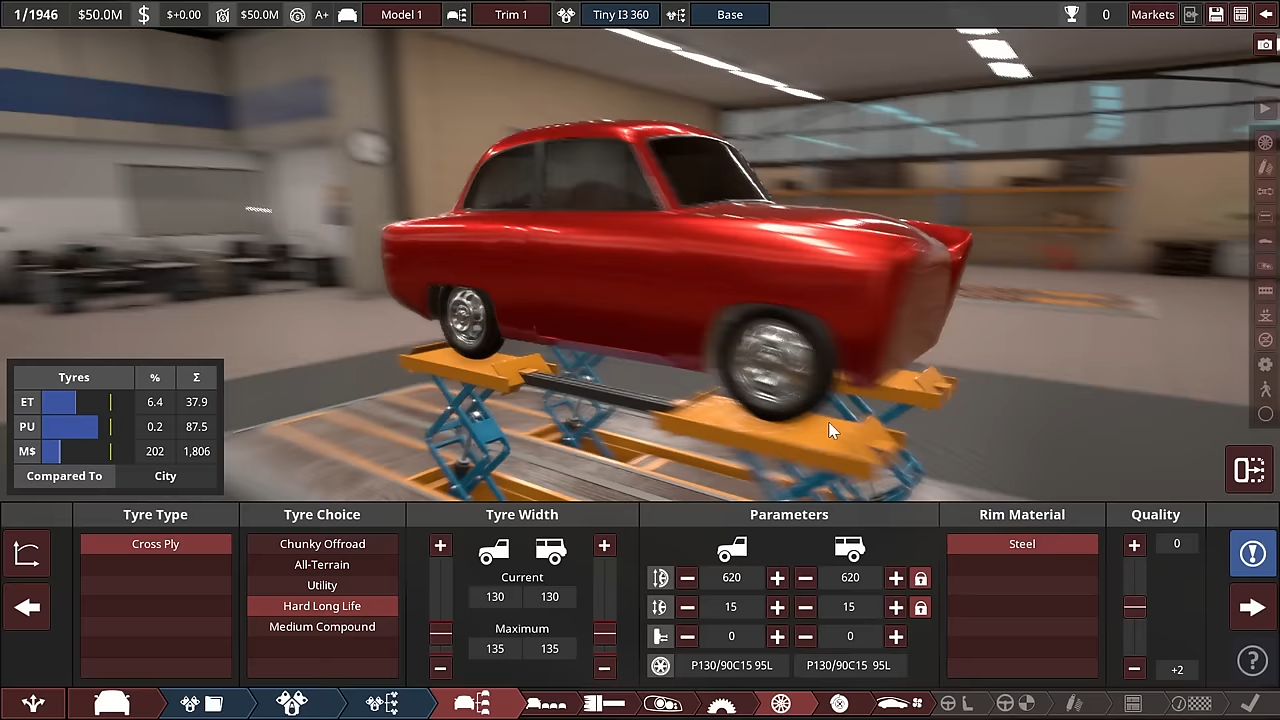 1/1946 $50.0M $ $+0.00 $50.0M A+ Model 1 Trim 1 Tiny I3 360 Base 0 Markets
Tyres % Σ
ET 6.4 37.9
PU 0.2 87.5
M$ 202 1,806
Compared To City
Tyre Type
Cross Ply
Tyre Choice
Chunky Offroad
All-Terrain
Utility
Hard Long Life
Medium Compound
Tyre Width
+ +
Current
130 130
Maximum
135 135
− −
Parameters
− 620 + − 620 +
− 15 + − 15 +
− 0 + − 0 +
P130/90C15 95L P130/90C15 95L
Rim Material
Steel
Quality
+ 0
− +2
?